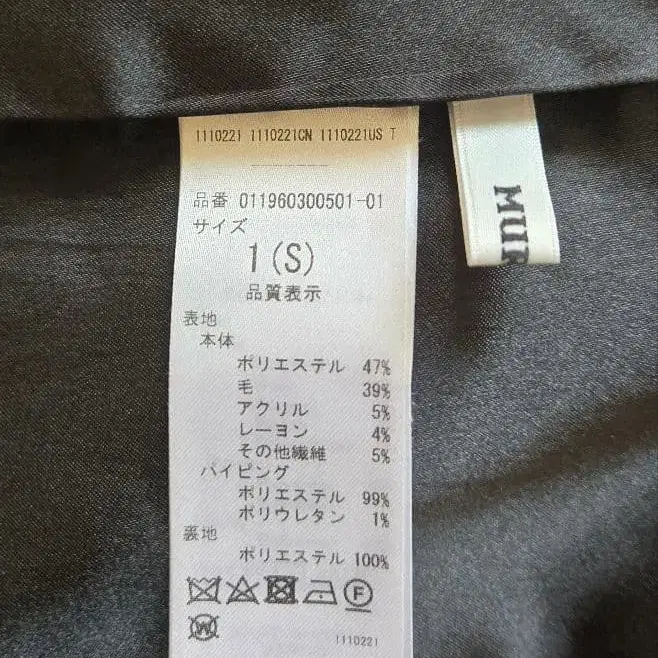 1110221 1110221CN 1110221US T
品番 011960300501-01
サイズ
1(S)
品質表示
表地
本体
ポリエステル 47%
毛 39%
アクリル 5%
レーヨン 4%
その他繊維 5%
パイピング
ポリエステル 99%
ポリウレタン 1%
裏地
ポリエステル 100%
F
W
1110221
MUR